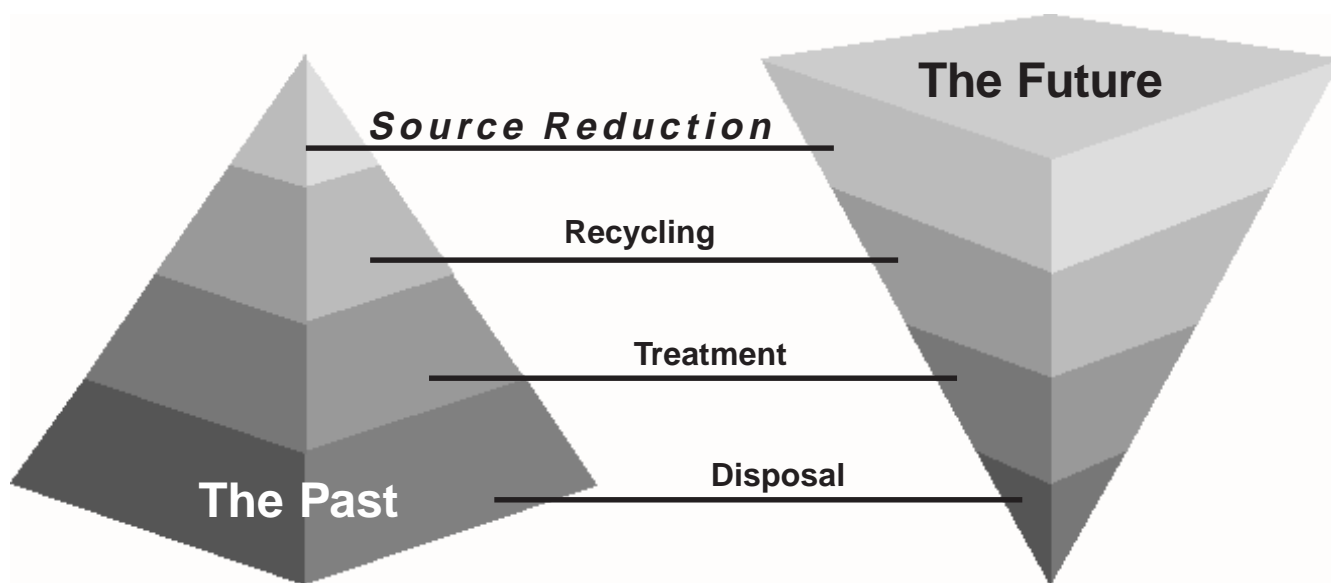 The Future
Source Reduction
Recycling
Treatment
Disposal
The Past